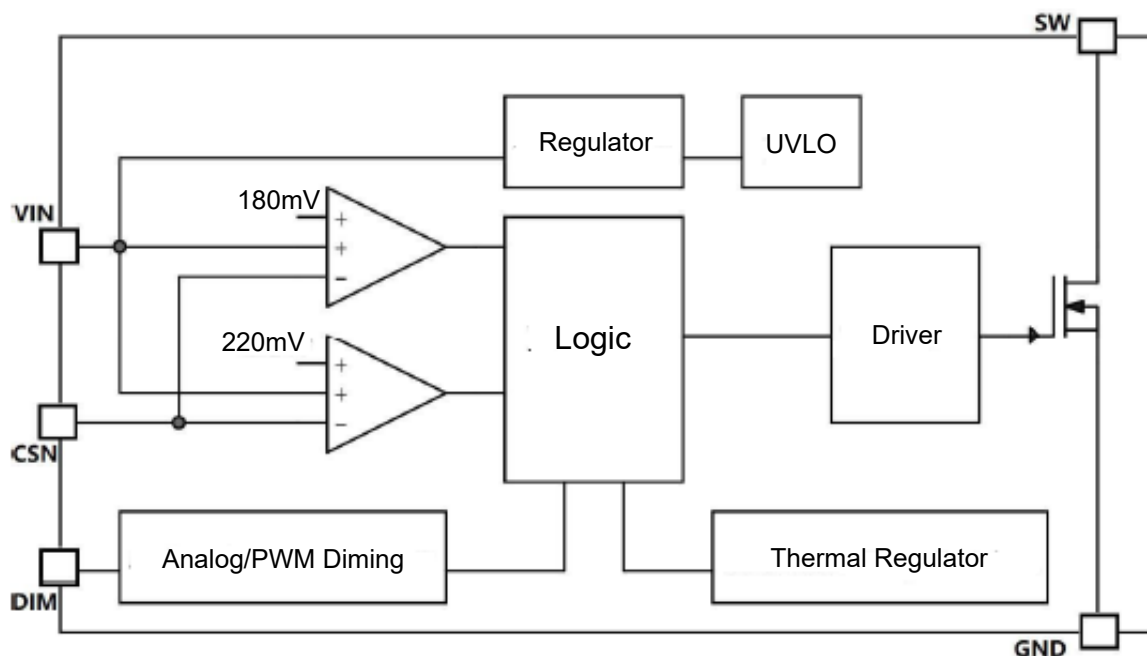 SW
Regulator
UVLO
180mV
VIN
+
+
−
Logic
Driver
220mV
+
+
−
CSN
Analog/PWM Diming
Thermal Regulator
DIM
GND